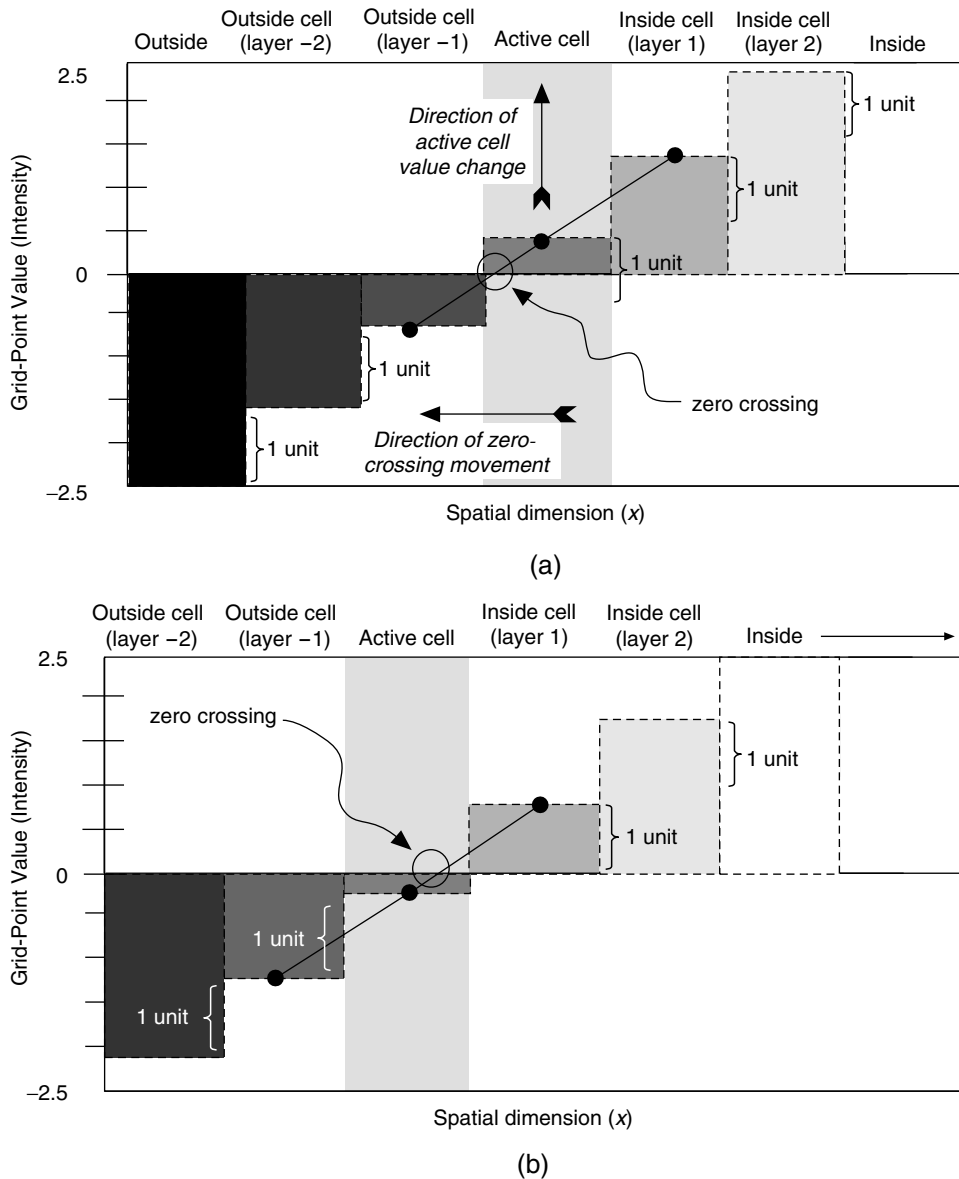 Outside
Outside cell
(layer −2)
Outside cell
(layer −1)
Active cell
Inside cell
(layer 1)
Inside cell
(layer 2)
Inside
2.5
0
−2.5
Grid-Point Value (Intensity)
Direction of
active cell
value change
1 unit
1 unit
1 unit
1 unit
1 unit
zero crossing
Direction of zero-
crossing movement
Spatial dimension (x)
(a)
Outside cell
(layer −2)
Outside cell
(layer −1)
Active cell
Inside cell
(layer 1)
Inside cell
(layer 2)
Inside
2.5
0
−2.5
Grid-Point Value (Intensity)
zero crossing
1 unit
1 unit
1 unit
1 unit
Spatial dimension (x)
(b)